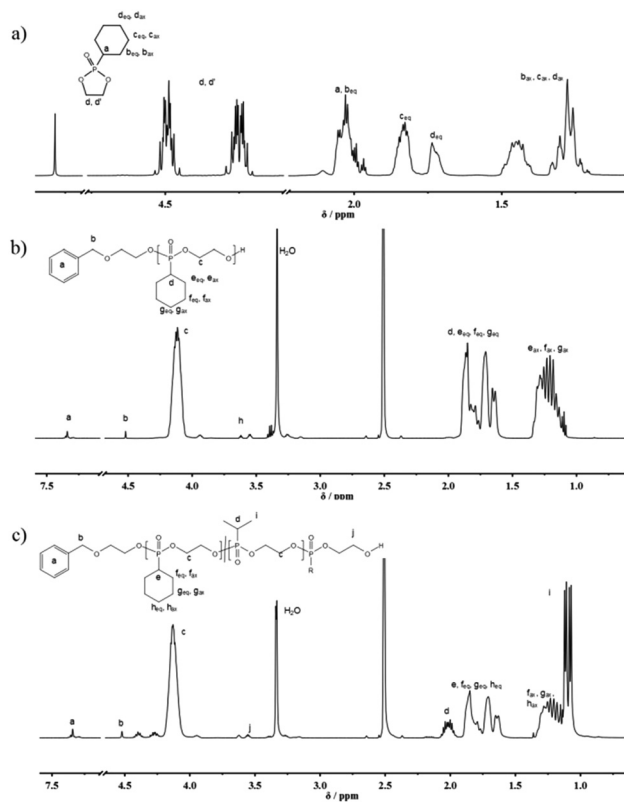 a)
d_eq, d_ax
c_eq, c_ax
a
b_eq, b_ax
O
P
O O
d, d'
d, d'
a, b_eq
c_eq
d_eq
b_ax, c_ax, d_ax
4.5 2.0 1.5
δ / ppm
b)
b
O
O
O
P
O
O
H
a
c
d
e_eq, e_ax
f_eq, f_ax
g_eq, g_ax
H₂O
c
d, e_eq, f_eq, g_eq
e_ax, f_ax, g_ax
a
b
h
7.5 4.5 4.0 3.5 3.0 2.5 2.0 1.5 1.0
δ / ppm
c)
d
i
b
O
O
O
P
O
O
P
O
O
P
O
H
j
a
c
c
R
e
f_eq, f_ax
g_eq, g_ax
h_eq, h_ax
H₂O
c
i
e, f_eq, g_eq, h_eq
f_ax, g_ax,
h_ax
a
b
j
d
7.5 4.5 4.0 3.5 3.0 2.5 2.0 1.5 1.0
δ / ppm